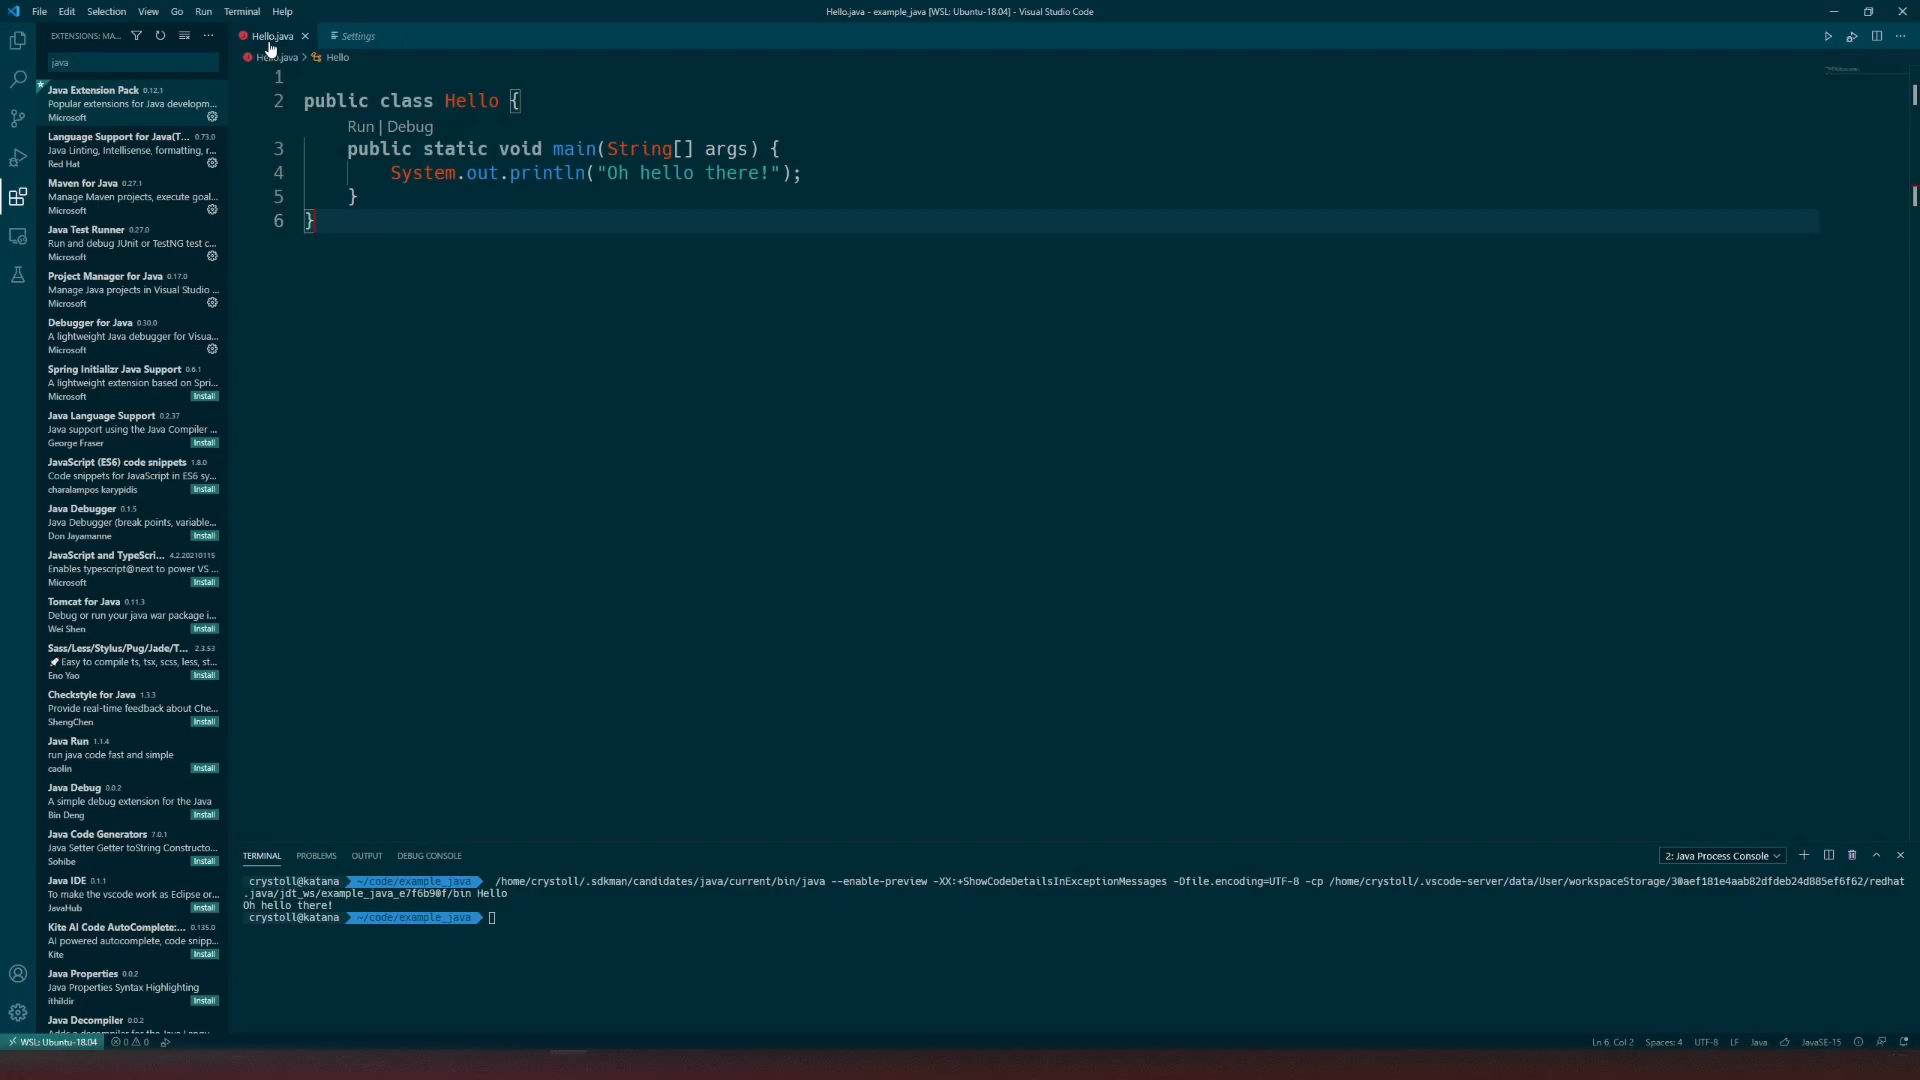 File Edit Selection View Go Run Terminal Help
Hello.java - example_java [WSL: Ubuntu-18.04] - Visual Studio Code
EXTENSIONS: MA...
java
Java Extension Pack 0.12.1
Popular extensions for Java developm...
Microsoft
Language Support for Java(T... 0.73.0
Java Linting, Intellisense, formatting, r...
Red Hat
Maven for Java 0.27.1
Manage Maven projects, execute goal...
Microsoft
Java Test Runner 0.27.0
Run and debug JUnit or TestNG test c...
Microsoft
Project Manager for Java 0.17.0
Manage Java projects in Visual Studio ...
Microsoft
Debugger for Java 0.30.0
A lightweight Java debugger for Visua...
Microsoft
Spring Initializr Java Support 0.6.1
A lightweight extension based on Spri...
Microsoft Install
Java Language Support 0.2.37
Java support using the Java Compiler ...
George Fraser Install
JavaScript (ES6) code snippets 1.8.0
Code snippets for JavaScript in ES6 sy...
charalampos karypidis Install
Java Debugger 0.1.5
Java Debugger (break points, variable...
Don Jayamanne Install
JavaScript and TypeScri... 4.2.20210115
Enables typescript@next to power VS ...
Microsoft Install
Tomcat for Java 0.11.3
Debug or run your java war package i...
Wei Shen Install
Sass/Less/Stylus/Pug/Jade/T... 2.3.53
Easy to compile ts, tsx, scss, less, st...
Eno Yao Install
Checkstyle for Java 1.3.3
Provide real-time feedback about Che...
ShengChen Install
Java Run 1.1.4
run java code fast and simple
caolin Install
Java Debug 0.0.2
A simple debug extension for the Java
Bin Deng Install
Java Code Generators 7.0.1
Java Setter Getter toString Constructo...
Sohibe Install
Java IDE 0.1.1
To make the vscode work as Eclipse or...
JavaHub Install
Kite AI Code AutoComplete:... 0.135.0
AI powered autocomplete, code snipp...
Kite Install
Java Properties 0.0.2
Java Properties Syntax Highlighting
ithildir Install
Java Decompiler 0.0.2
Hello.java Settings
Hello.java > Hello
1
2 public class Hello {
Run | Debug
3 public static void main(String[] args) {
4 System.out.println("Oh hello there!");
5 }
6 }
TERMINAL PROBLEMS OUTPUT DEBUG CONSOLE
2: Java Process Console
crystoll@katana ~/code/example_java /home/crystoll/.sdkman/candidates/java/current/bin/java --enable-preview -XX:+ShowCodeDetailsInExceptionMessages -Dfile.encoding=UTF-8 -cp /home/crystoll/.vscode-server/data/User/workspaceStorage/30aef181e4aab82dfdeb24d885ef6f62/redhat
.java/jdt_ws/example_java_e7f6b90f/bin Hello
Oh hello there!
crystoll@katana ~/code/example_java
WSL: Ubuntu-18.04 0 0
Ln 6, Col 2 Spaces: 4 UTF-8 LF Java JavaSE-15